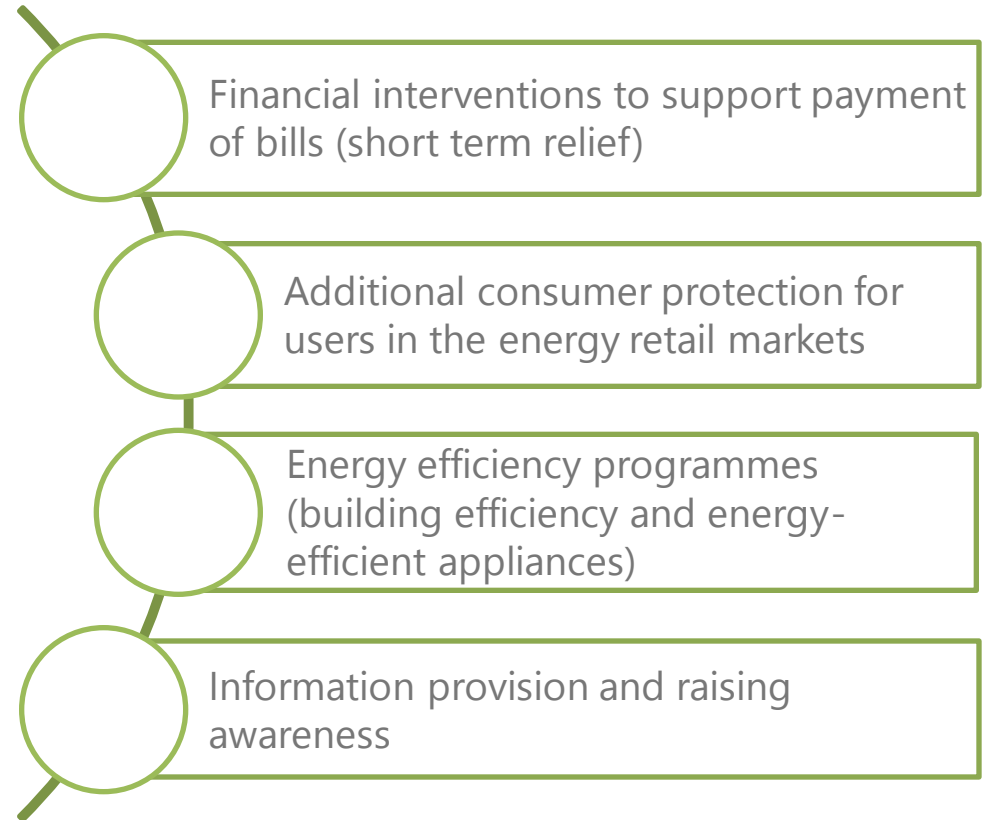 Financial interventions to support payment
of bills (short term relief)
Additional consumer protection for
users in the energy retail markets
Energy efficiency programmes
(building efficiency and energy-
efficient appliances)
Information provision and raising
awareness